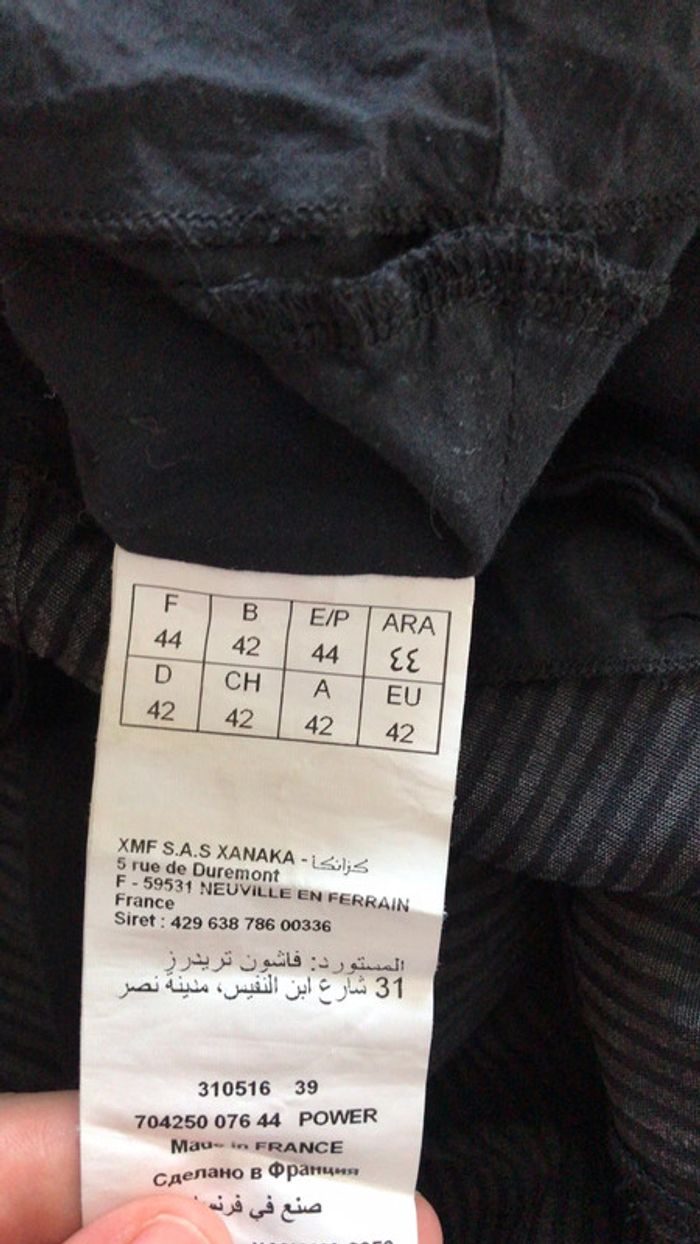 F B E/P ARA
44 42 44 ٤٤
D CH A EU
42 42 42 42
XMF S.A.S XANAKA - كزانكا
5 rue de Duremont
F - 59531 NEUVILLE EN FERRAIN
France
Siret : 429 638 786 00336
المستورد: فاشون تريدرز
31 شارع ابن النفيس، مدينة نصر
310516 39
704250 076 44 POWER
Made in FRANCE
Сделано в Франция
صنع في